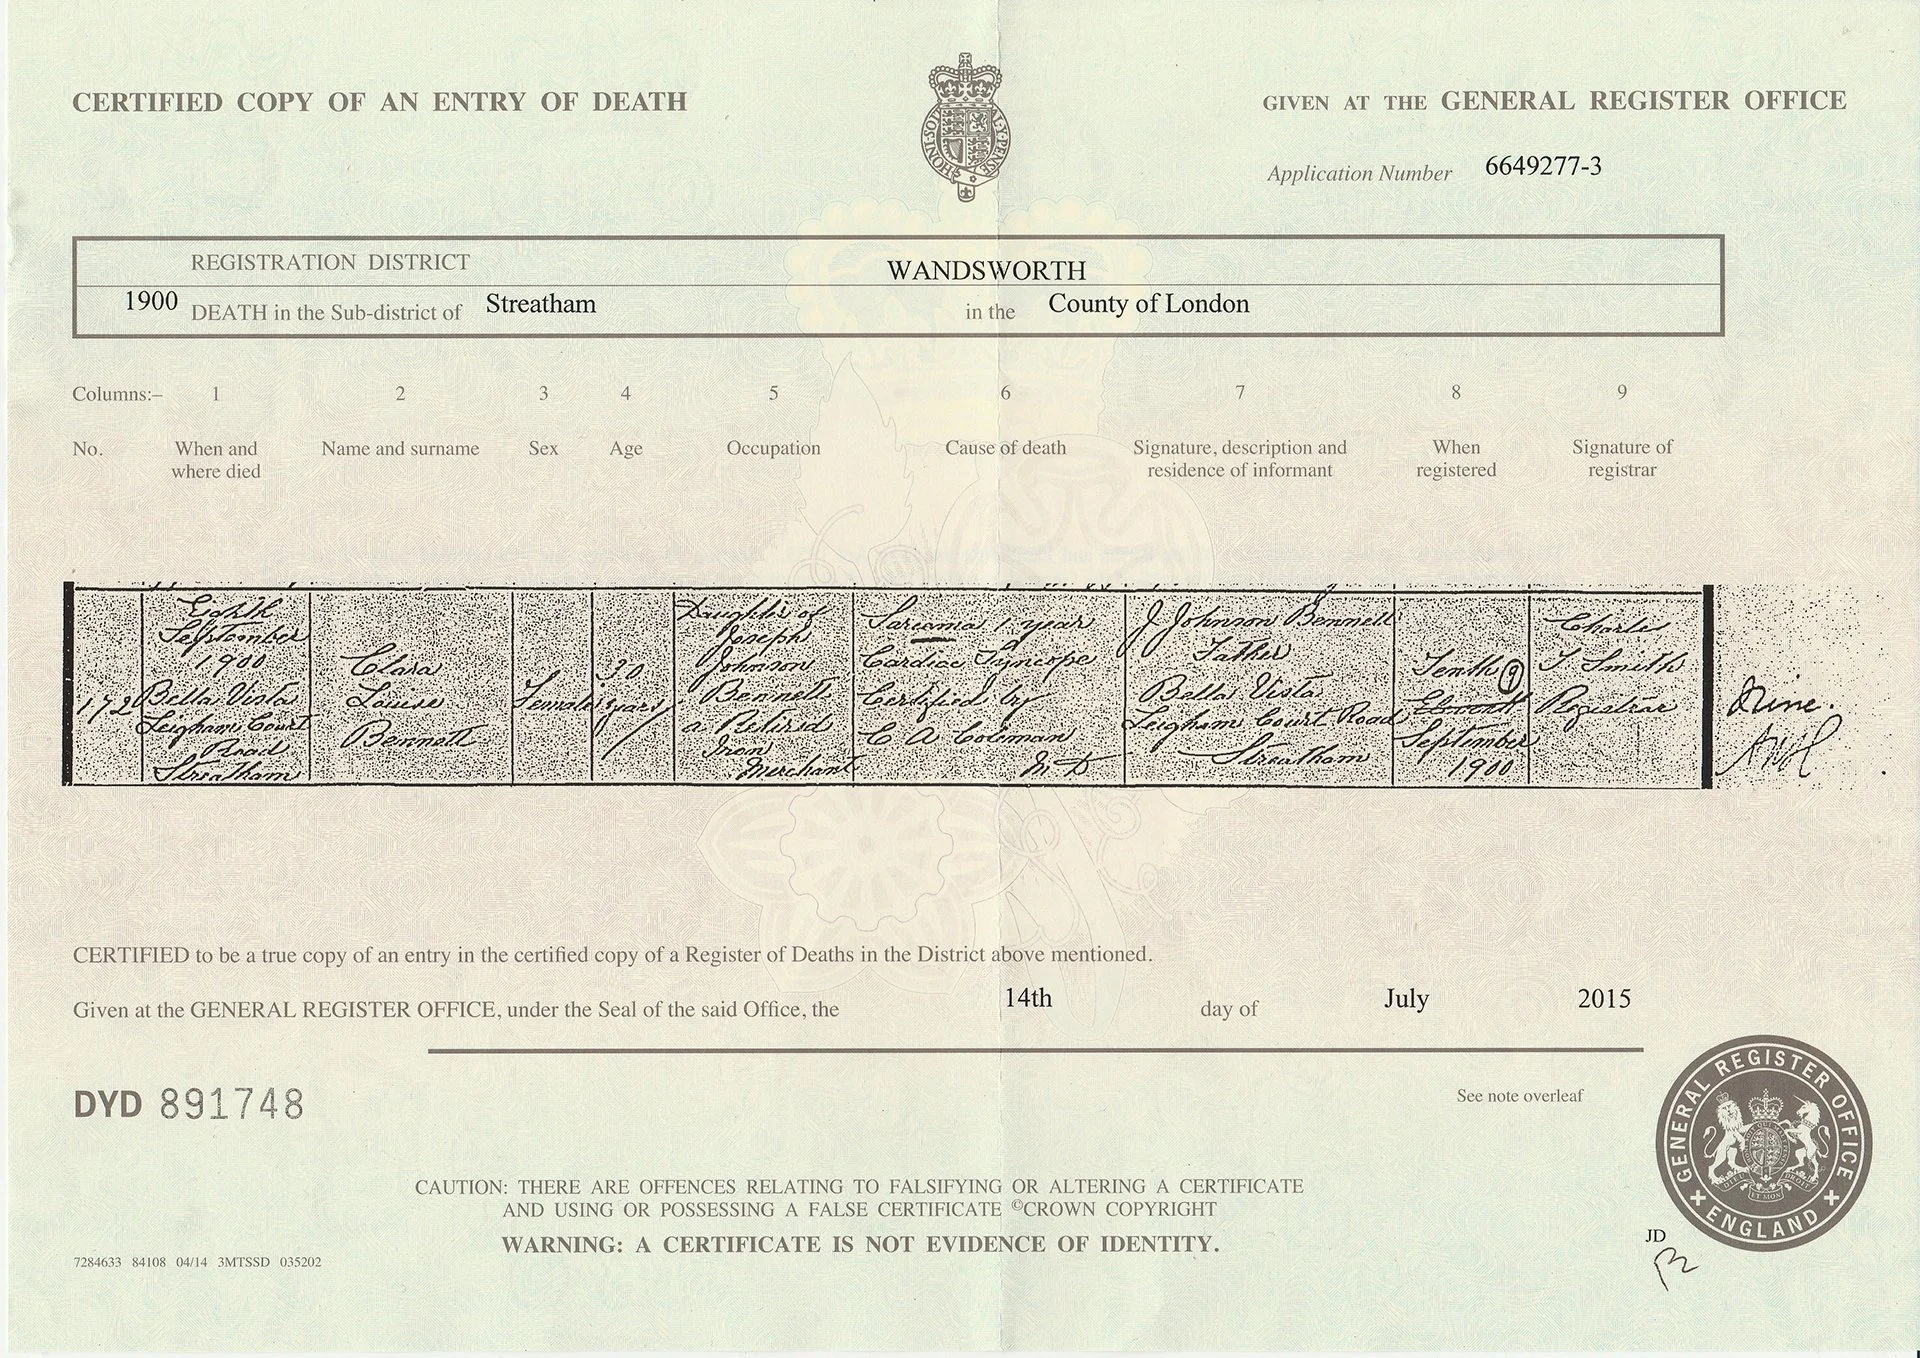 CERTIFIED COPY OF AN ENTRY OF DEATH
GIVEN AT THE GENERAL REGISTER OFFICE
Application Number 6649277-3
REGISTRATION DISTRICT WANDSWORTH
1900 DEATH in the Sub-district of Streatham in the County of London
Columns:– 1 2 3 4 5 6 7 8 9
No. When and where died
Name and surname
Sex
Age
Occupation
Cause of death
Signature, description and residence of informant
When registered
Signature of registrar
172
Eighth
September
1900
Bella Vista
Leigham Court
Road
Streatham
Clara
Louise
Bennett
Female
30
years
Daughter of
Joseph
Johnson
Bennett
a Retired
Iron
Merchant
Sarcoma 1 year
Cardiac Syncope
Certified by
C A Coleman
M D
J Johnson Bennett
Father
Bella Vista
Leigham Court Road
Streatham
Tenth 9
September
1900
Charles
T Smith
Registrar
Nine.
CERTIFIED to be a true copy of an entry in the certified copy of a Register of Deaths in the District above mentioned.
Given at the GENERAL REGISTER OFFICE, under the Seal of the said Office, the 14th day of July 2015
DYD 891748
See note overleaf
GENERAL REGISTER OFFICE
ENGLAND
CAUTION: THERE ARE OFFENCES RELATING TO FALSIFYING OR ALTERING A CERTIFICATE
AND USING OR POSSESSING A FALSE CERTIFICATE ©CROWN COPYRIGHT
WARNING: A CERTIFICATE IS NOT EVIDENCE OF IDENTITY.
JD
7284633 84108 04/14 3MTSSD 035202